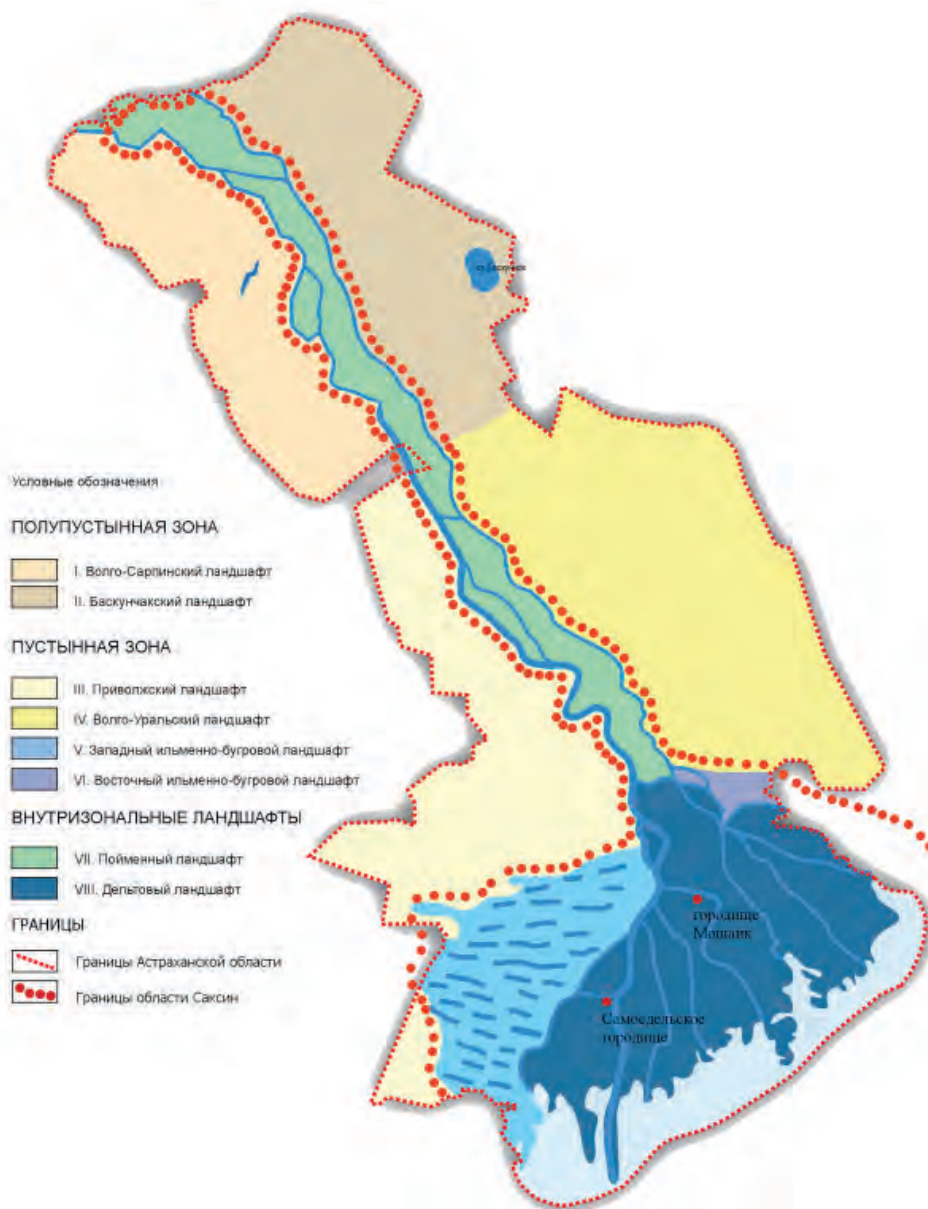 Условные обозначения
ПОЛУПУСТЫННАЯ ЗОНА
I. Волго-Сарпинский ландшафт
II. Баскунчакский ландшафт
ПУСТЫННАЯ ЗОНА
III. Приволжский ландшафт
IV. Волго-Уральский ландшафт
V. Западный ильменно-бугровой ландшафт
VI. Восточный ильменно-бугровой ландшафт
ВНУТРИЗОНАЛЬНЫЕ ЛАНДШАФТЫ
VII. Пойменный ландшафт
VIII. Дельтовый ландшафт
ГРАНИЦЫ
Границы Астраханской области
Границы области Саксин
городище
Мошаик
Самосдельское
городище